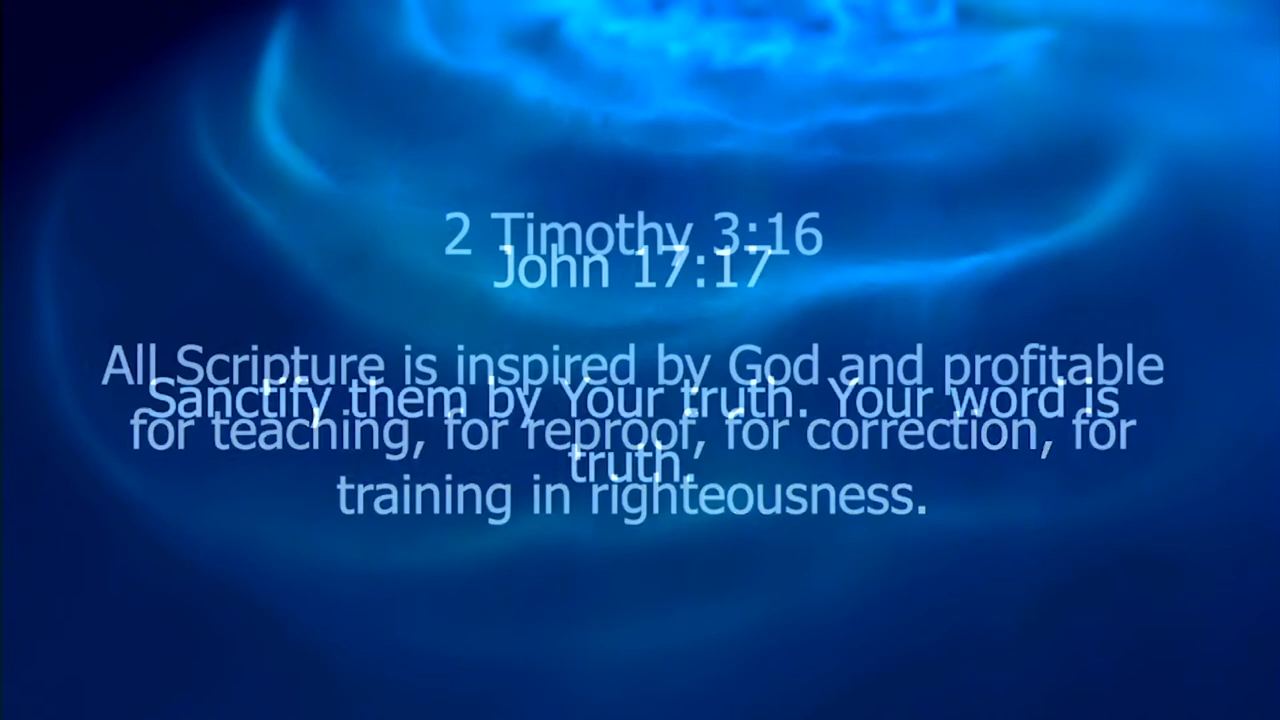 2 Timothy 3:16
John 17:17
All Scripture is inspired by God and profitable
Sanctify them by Your truth. Your word is
for teaching, for reproof, for correction, for
truth.
training in righteousness.